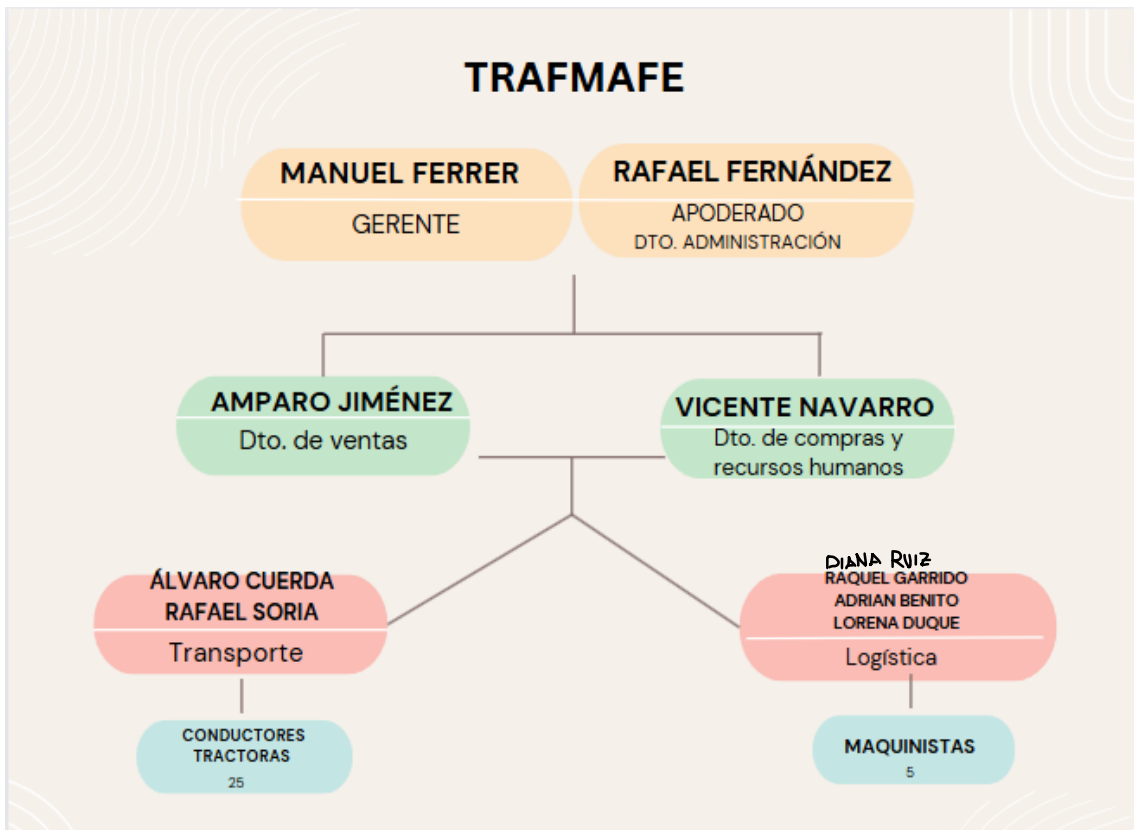 TRAFMAFE
MANUEL FERRER
GERENTE
RAFAEL FERNÁNDEZ
APODERADO
DTO. ADMINISTRACIÓN
AMPARO JIMÉNEZ
Dto. de ventas
VICENTE NAVARRO
Dto. de compras y
recursos humanos
ÁLVARO CUERDA
RAFAEL SORIA
Transporte
DIANA RUIZ
RAQUEL GARRIDO
ADRIAN BENITO
LORENA DUQUE
Logística
CONDUCTORES
TRACTORAS
25
MAQUINISTAS
5